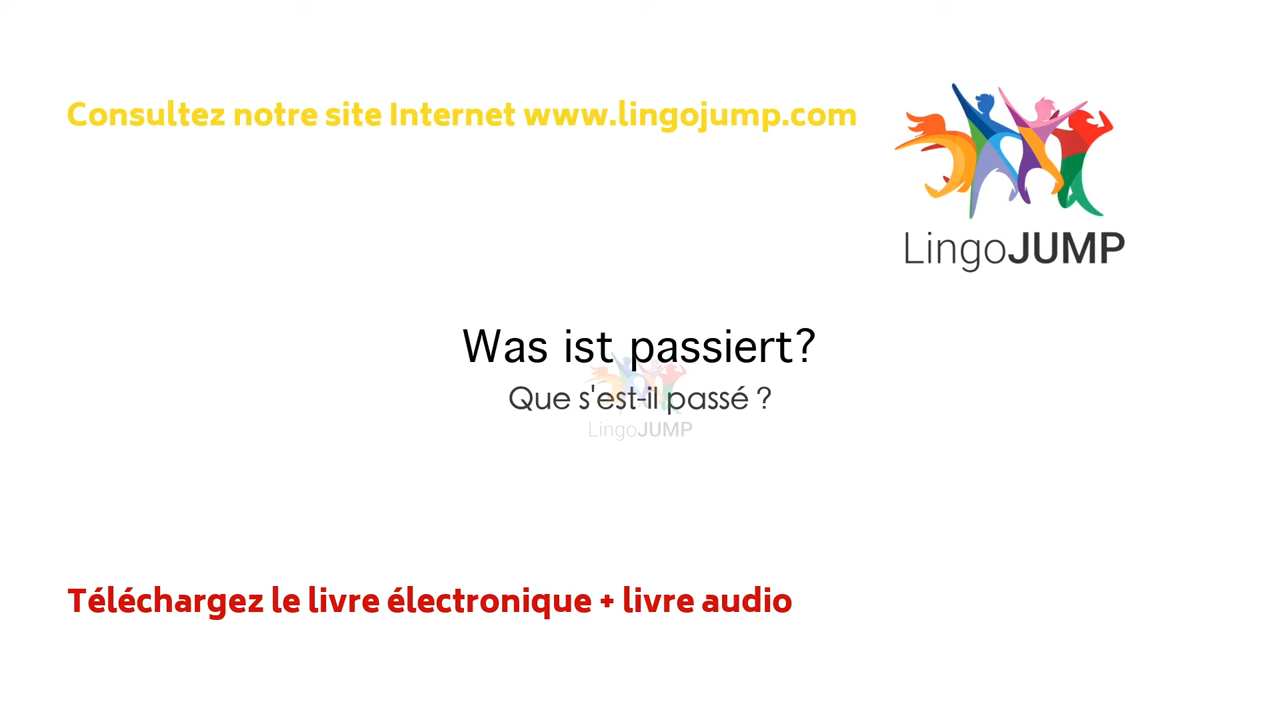 Consultez notre site Internet www.lingojump.com
LingoJUMP
Was ist passiert?
Que s'est-il passé ?
LingoJUMP
Téléchargez le livre électronique + livre audio